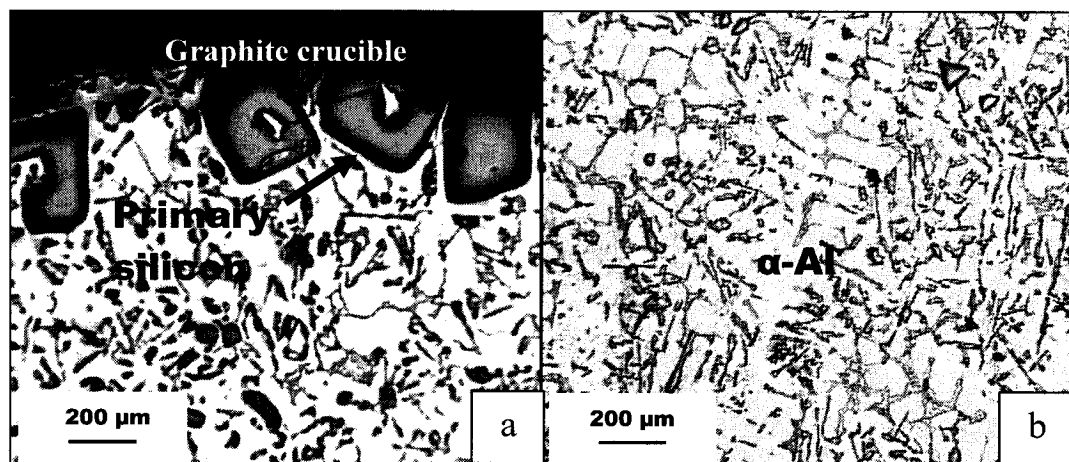 Graphite crucible
Primary
silicon
200 µm
a
α-Al
200 µm
b